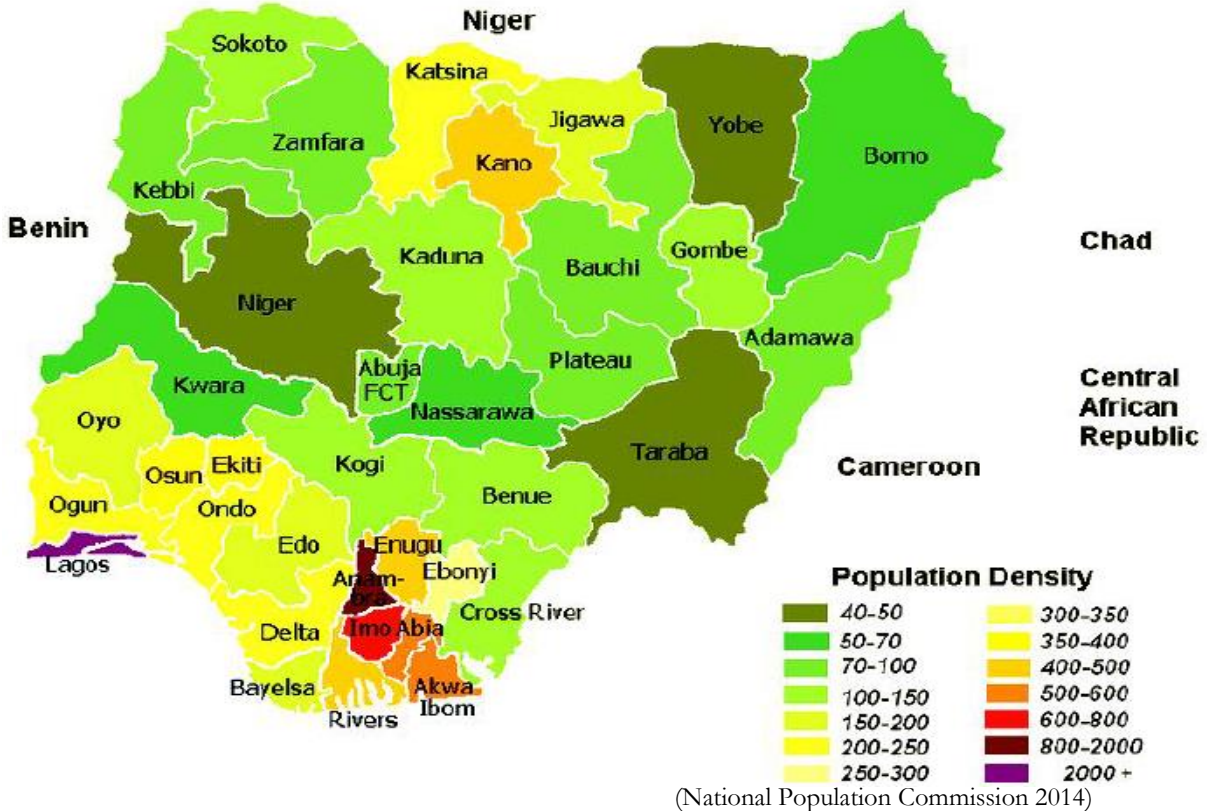 Niger
Sokoto
Katsina
Jigawa
Yobe
Borno
Zamfara
Kano
Kebbi
Benin
Chad
Kaduna
Bauchi
Gombe
Niger
Adamawa
Plateau
Abuja
FCT
Kwara
Nassarawa
Central
African
Republic
Oyo
Taraba
Kogi
Cameroon
Osun
Ekiti
Benue
Ogun
Ondo
Edo
Enugu
Lagos
Ebonyi
Anam-
bra
Cross River
Imo
Abia
Delta
Bayelsa
Akwa
Ibom
Rivers
Population Density
40-50
50-70
70-100
100-150
150-200
200-250
250-300
300-350
350-400
400-500
500-600
600-800
800-2000
2000 +
(National Population Commission 2014)